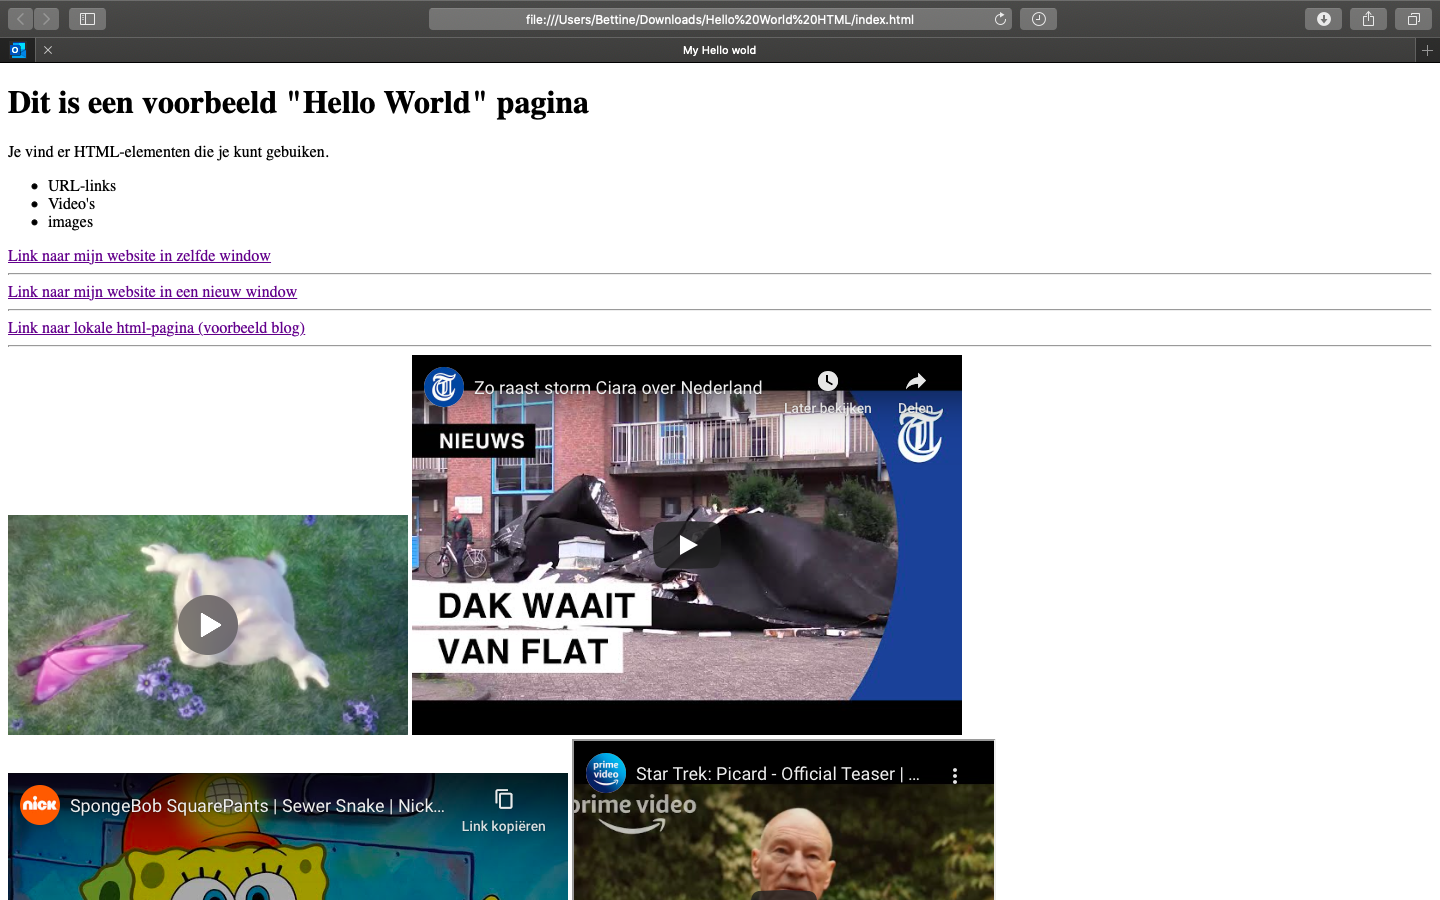 file:///Users/Bettine/Downloads/Hello%20World%20HTML/index.html
My Hello wold
Dit is een voorbeeld "Hello World" pagina
Je vind er HTML-elementen die je kunt gebuiken.
URL-links
Video's
images
Link naar mijn website in zelfde window
Link naar mijn website in een nieuw window
Link naar lokale html-pagina (voorbeeld blog)
T Zo raast storm Ciara over Nederland
Later bekijken Delen
NIEUWS
T
DAK WAAIT
VAN FLAT
nick SpongeBob SquarePants | Sewer Snake | Nick...
Link kopiëren
prime video Star Trek: Picard - Official Teaser | ...
prime video